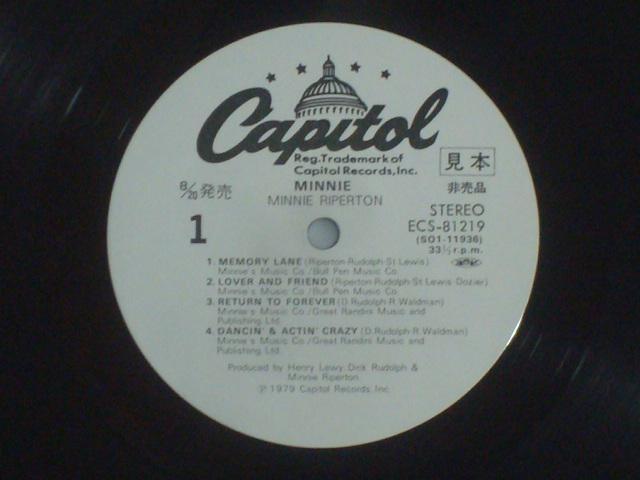 Capitol
Reg. Trademark of
Capitol Records, Inc.
見本
非売品
8/20発売
MINNIE
MINNIE RIPERTON
1
STEREO
ECS-81219
(SO1-11936)
33 1/3 r.p.m.
1. MEMORY LANE (Riperton-Rudolph-St. Lewis)
Minnie's Music Co./Bull Pen Music Co.
2. LOVER AND FRIEND (Riperton-Rudolph-St. Lewis-Dozier)
Minnie's Music Co./Bull Pen Music Co.
3. RETURN TO FOREVER (D. Rudolph-R. Waldman)
Minnie's Music Co./Great Randini Music and
Publishing Ltd.
4. DANCIN' & ACTIN' CRAZY (D. Rudolph-R. Waldman)
Minnie's Music Co./Great Randini Music and
Publishing Ltd.
Produced by Henry Lewy Dick Rudolph &
Minnie Riperton
Ⓟ 1979 Capitol Records, Inc.